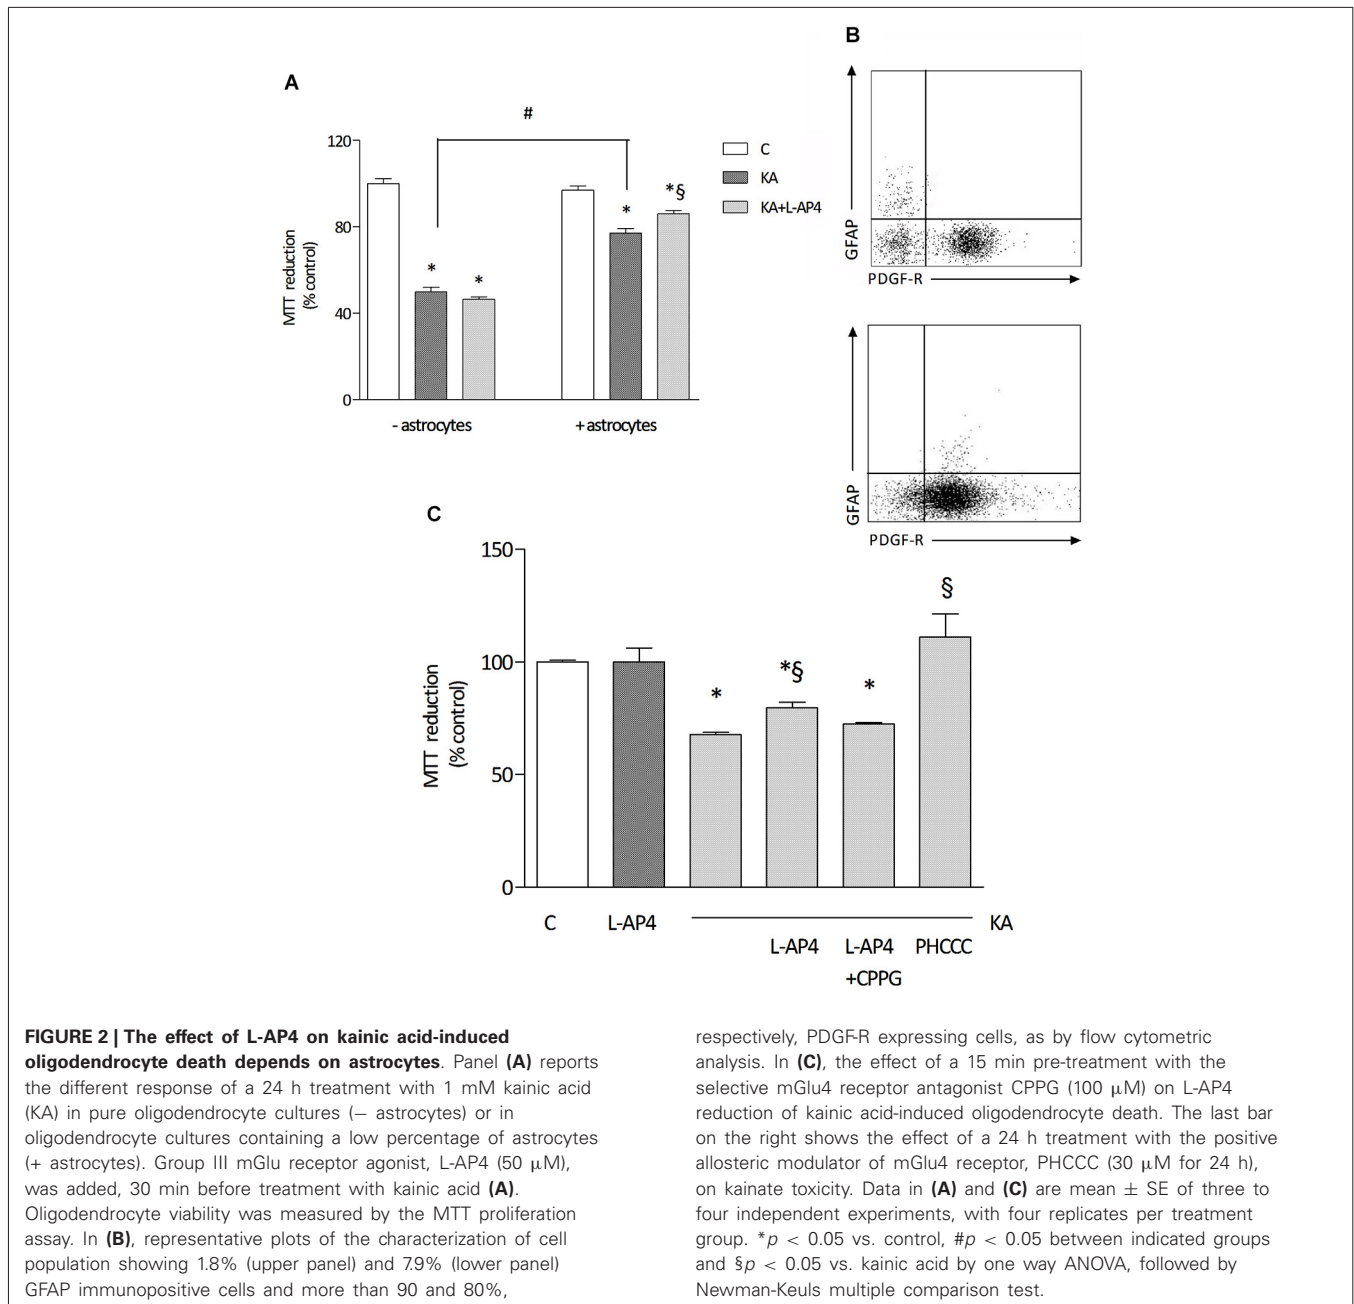 A
#
120
80
40
0
MTT reduction
(% control)
*
*
*
*§
- astrocytes
+ astrocytes
C
KA
KA+L-AP4
B
GFAP
PDGF-R
GFAP
PDGF-R
C
150
100
50
0
MTT reduction
(% control)
*
*§
*
§
C
L-AP4
KA
L-AP4
L-AP4
+CPPG
PHCCC
FIGURE 2 | The effect of L-AP4 on kainic acid-induced
oligodendrocyte death depends on astrocytes. Panel (A) reports
the different response of a 24 h treatment with 1 mM kainic acid
(KA) in pure oligodendrocyte cultures (− astrocytes) or in
oligodendrocyte cultures containing a low percentage of astrocytes
(+ astrocytes). Group III mGlu receptor agonist, L-AP4 (50 μM),
was added, 30 min before treatment with kainic acid (A).
Oligodendrocyte viability was measured by the MTT proliferation
assay. In (B), representative plots of the characterization of cell
population showing 1.8% (upper panel) and 7.9% (lower panel)
GFAP immunopositive cells and more than 90 and 80%,
respectively, PDGF-R expressing cells, as by flow cytometric
analysis. In (C), the effect of a 15 min pre-treatment with the
selective mGlu4 receptor antagonist CPPG (100 μM) on L-AP4
reduction of kainic acid-induced oligodendrocyte death. The last bar
on the right shows the effect of a 24 h treatment with the positive
allosteric modulator of mGlu4 receptor, PHCCC (30 μM for 24 h),
on kainate toxicity. Data in (A) and (C) are mean ± SE of three to
four independent experiments, with four replicates per treatment
group. *p < 0.05 vs. control, #p < 0.05 between indicated groups
and §p < 0.05 vs. kainic acid by one way ANOVA, followed by
Newman-Keuls multiple comparison test.